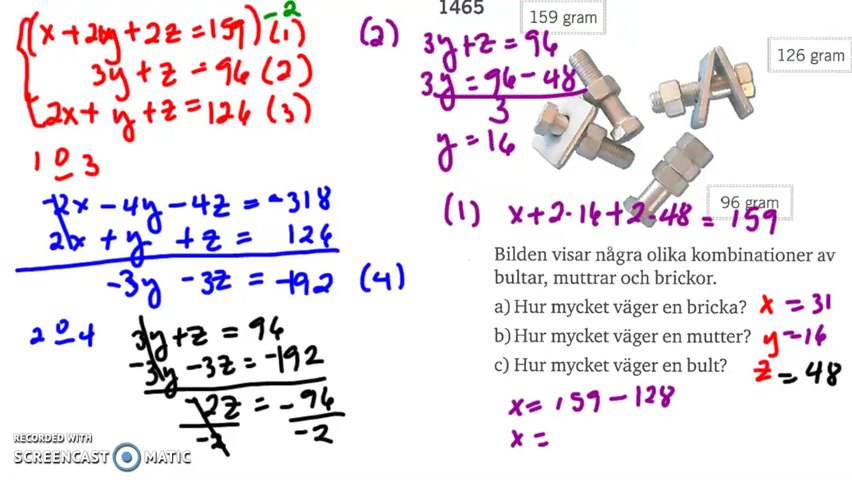 (x + 2y + 2z = 159) (1) -2
3y + z = 96 (2)
2x + y + z = 126 (3)
1 o 3
-2x - 4y - 4z = -318
2x + y + z = 126
-3y - 3z = -192 (4)
2 o 4
3y + z = 96
-3y - 3z = -192
-2z = -96
-2 -2
RECORDED WITH
SCREENCAST MATIC
1465
159 gram
126 gram
96 gram
(2) 3y + z = 96
3y = 96 - 48
3
y = 16
(1) x + 2·16 + 2·48 = 159
Bilden visar några olika kombinationer av
bultar, muttrar och brickor.
a) Hur mycket väger en bricka? x = 31
b) Hur mycket väger en mutter? y = 16
c) Hur mycket väger en bult? z = 48
x = 159 - 128
x =